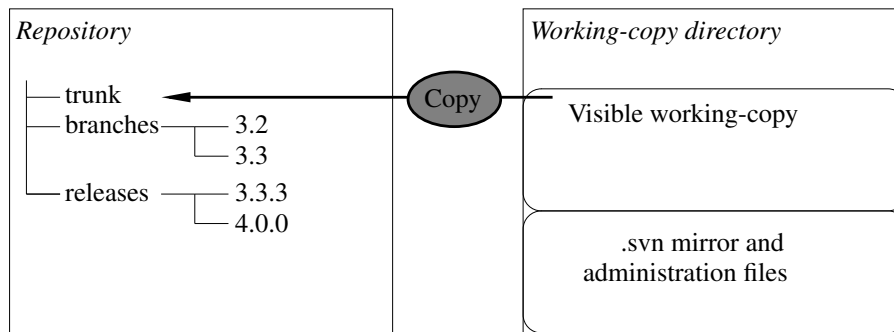 Repository
trunk
branches
3.2
3.3
releases
3.3.3
4.0.0
Copy
Working-copy directory
Visible working-copy
.svn mirror and
administration files